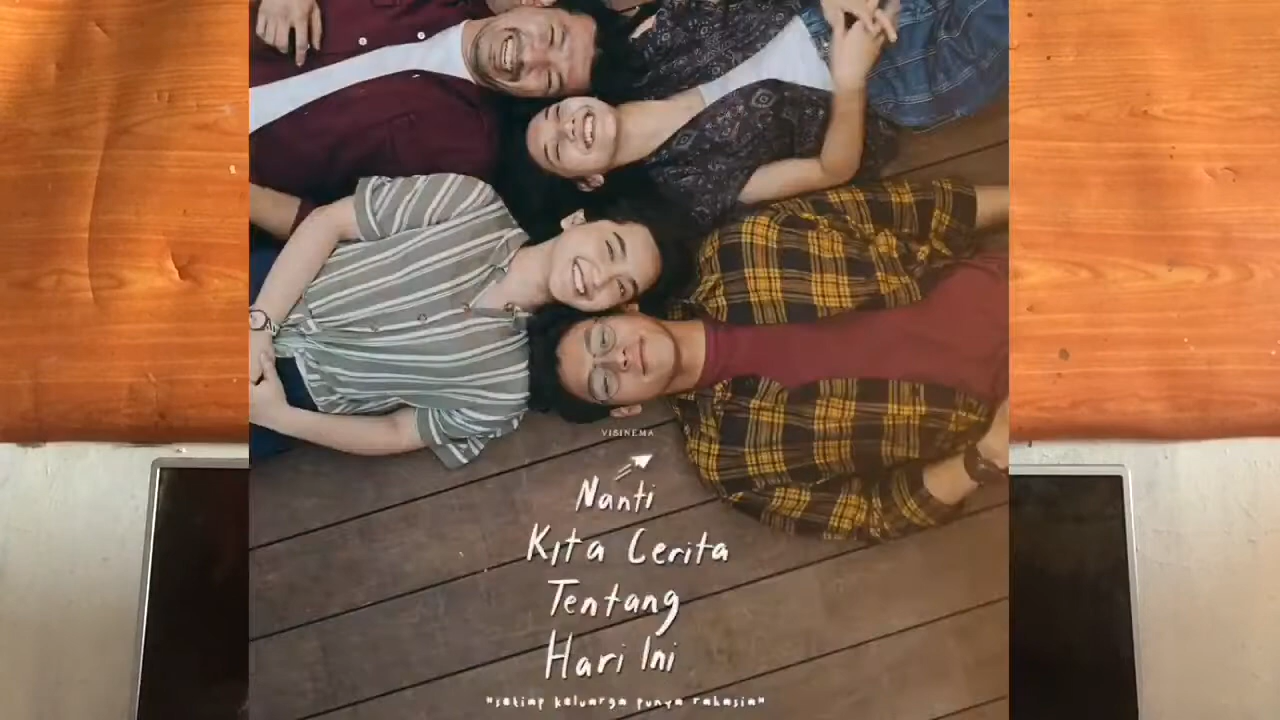 VISINEMA
Nanti
Kita Cerita
Tentang
Hari Ini
"setiap keluarga punya rahasia"